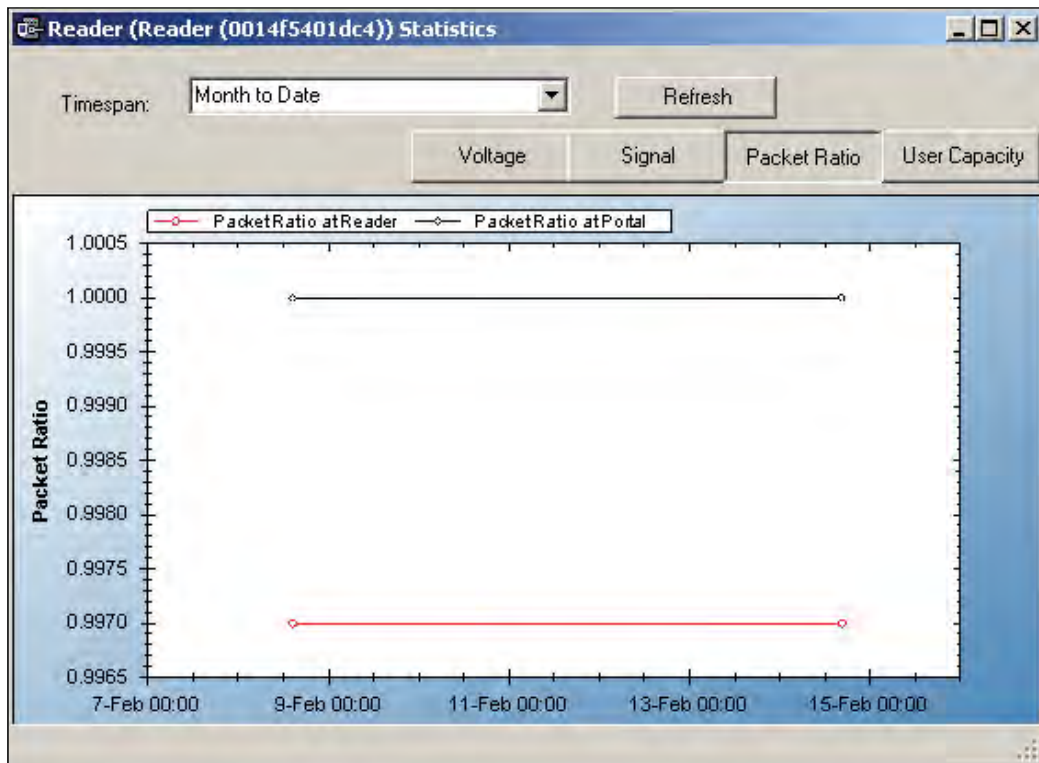 Reader (Reader (0014f5401dc4)) Statistics
Timespan: Month to Date Refresh
Voltage Signal Packet Ratio User Capacity
PacketRatio atReader PacketRatio atPortal
1.0005
1.0000
0.9995
0.9990
0.9985
0.9980
0.9975
0.9970
0.9965
Packet Ratio
7-Feb 00:00 9-Feb 00:00 11-Feb 00:00 13-Feb 00:00 15-Feb 00:00